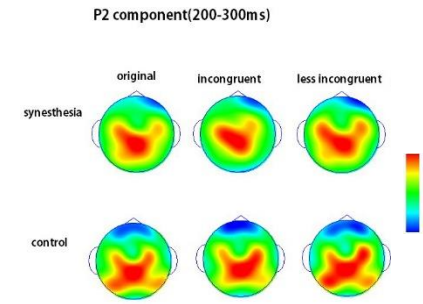 P2 component(200-300ms)
original incongruent less incongruent
synesthesia
control